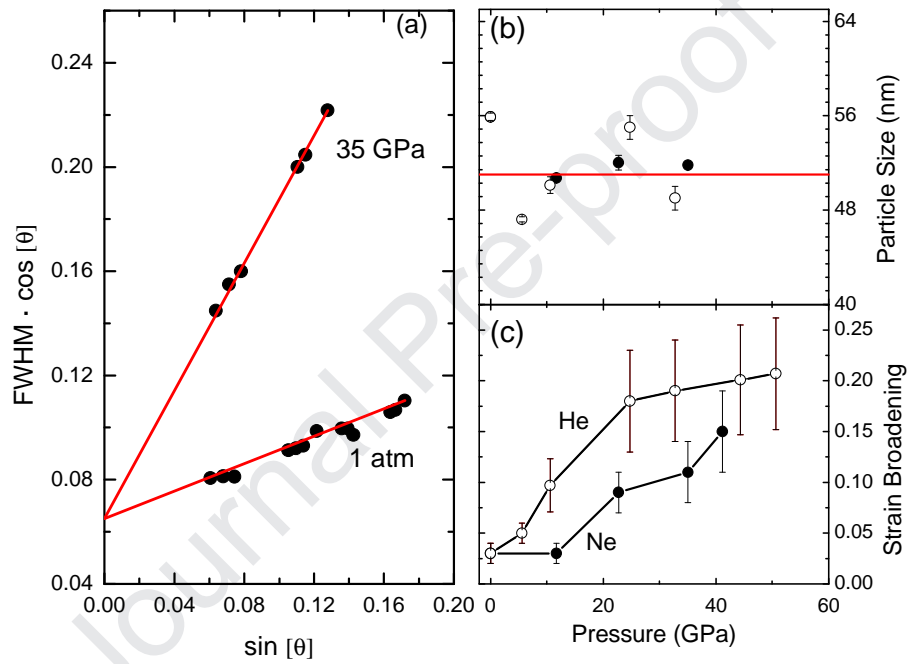 (a)
0.24
0.20
0.16
0.12
0.08
0.04
FWHM · cos [θ]
35 GPa
1 atm
0.00 0.04 0.08 0.12 0.16 0.20
sin [θ]
(b)
64
56
48
40
Particle Size (nm)
(c)
0.25
0.20
0.15
0.10
0.05
0.00
Strain Broadening
He
Ne
0 20 40 60
Pressure (GPa)
Journal Pre-proof